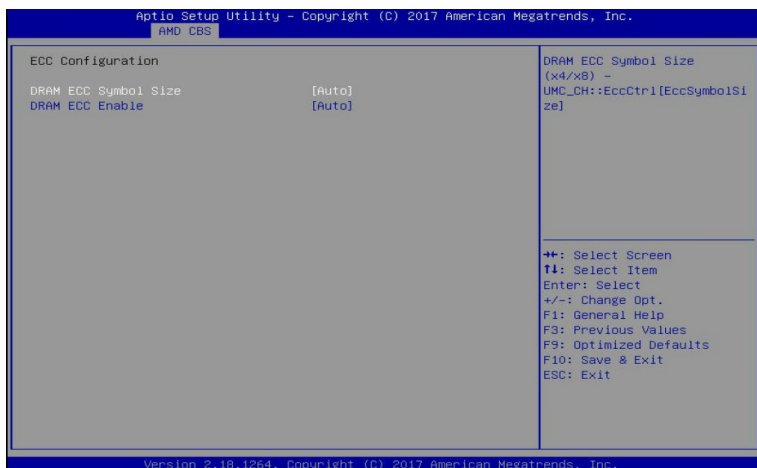 Aptio Setup Utility – Copyright (C) 2017 American Megatrends, Inc.
AMD CBS
ECC Configuration
DRAM ECC Symbol Size [Auto]
DRAM ECC Enable [Auto]
DRAM ECC Symbol Size
(x4/x8) –
UMC_CH::EccCtrl[EccSymbolSi
ze]
→←: Select Screen
↑↓: Select Item
Enter: Select
+/-: Change Opt.
F1: General Help
F3: Previous Values
F9: Optimized Defaults
F10: Save & Exit
ESC: Exit
Version 2.18.1264. Copyright (C) 2017 American Megatrends, Inc.